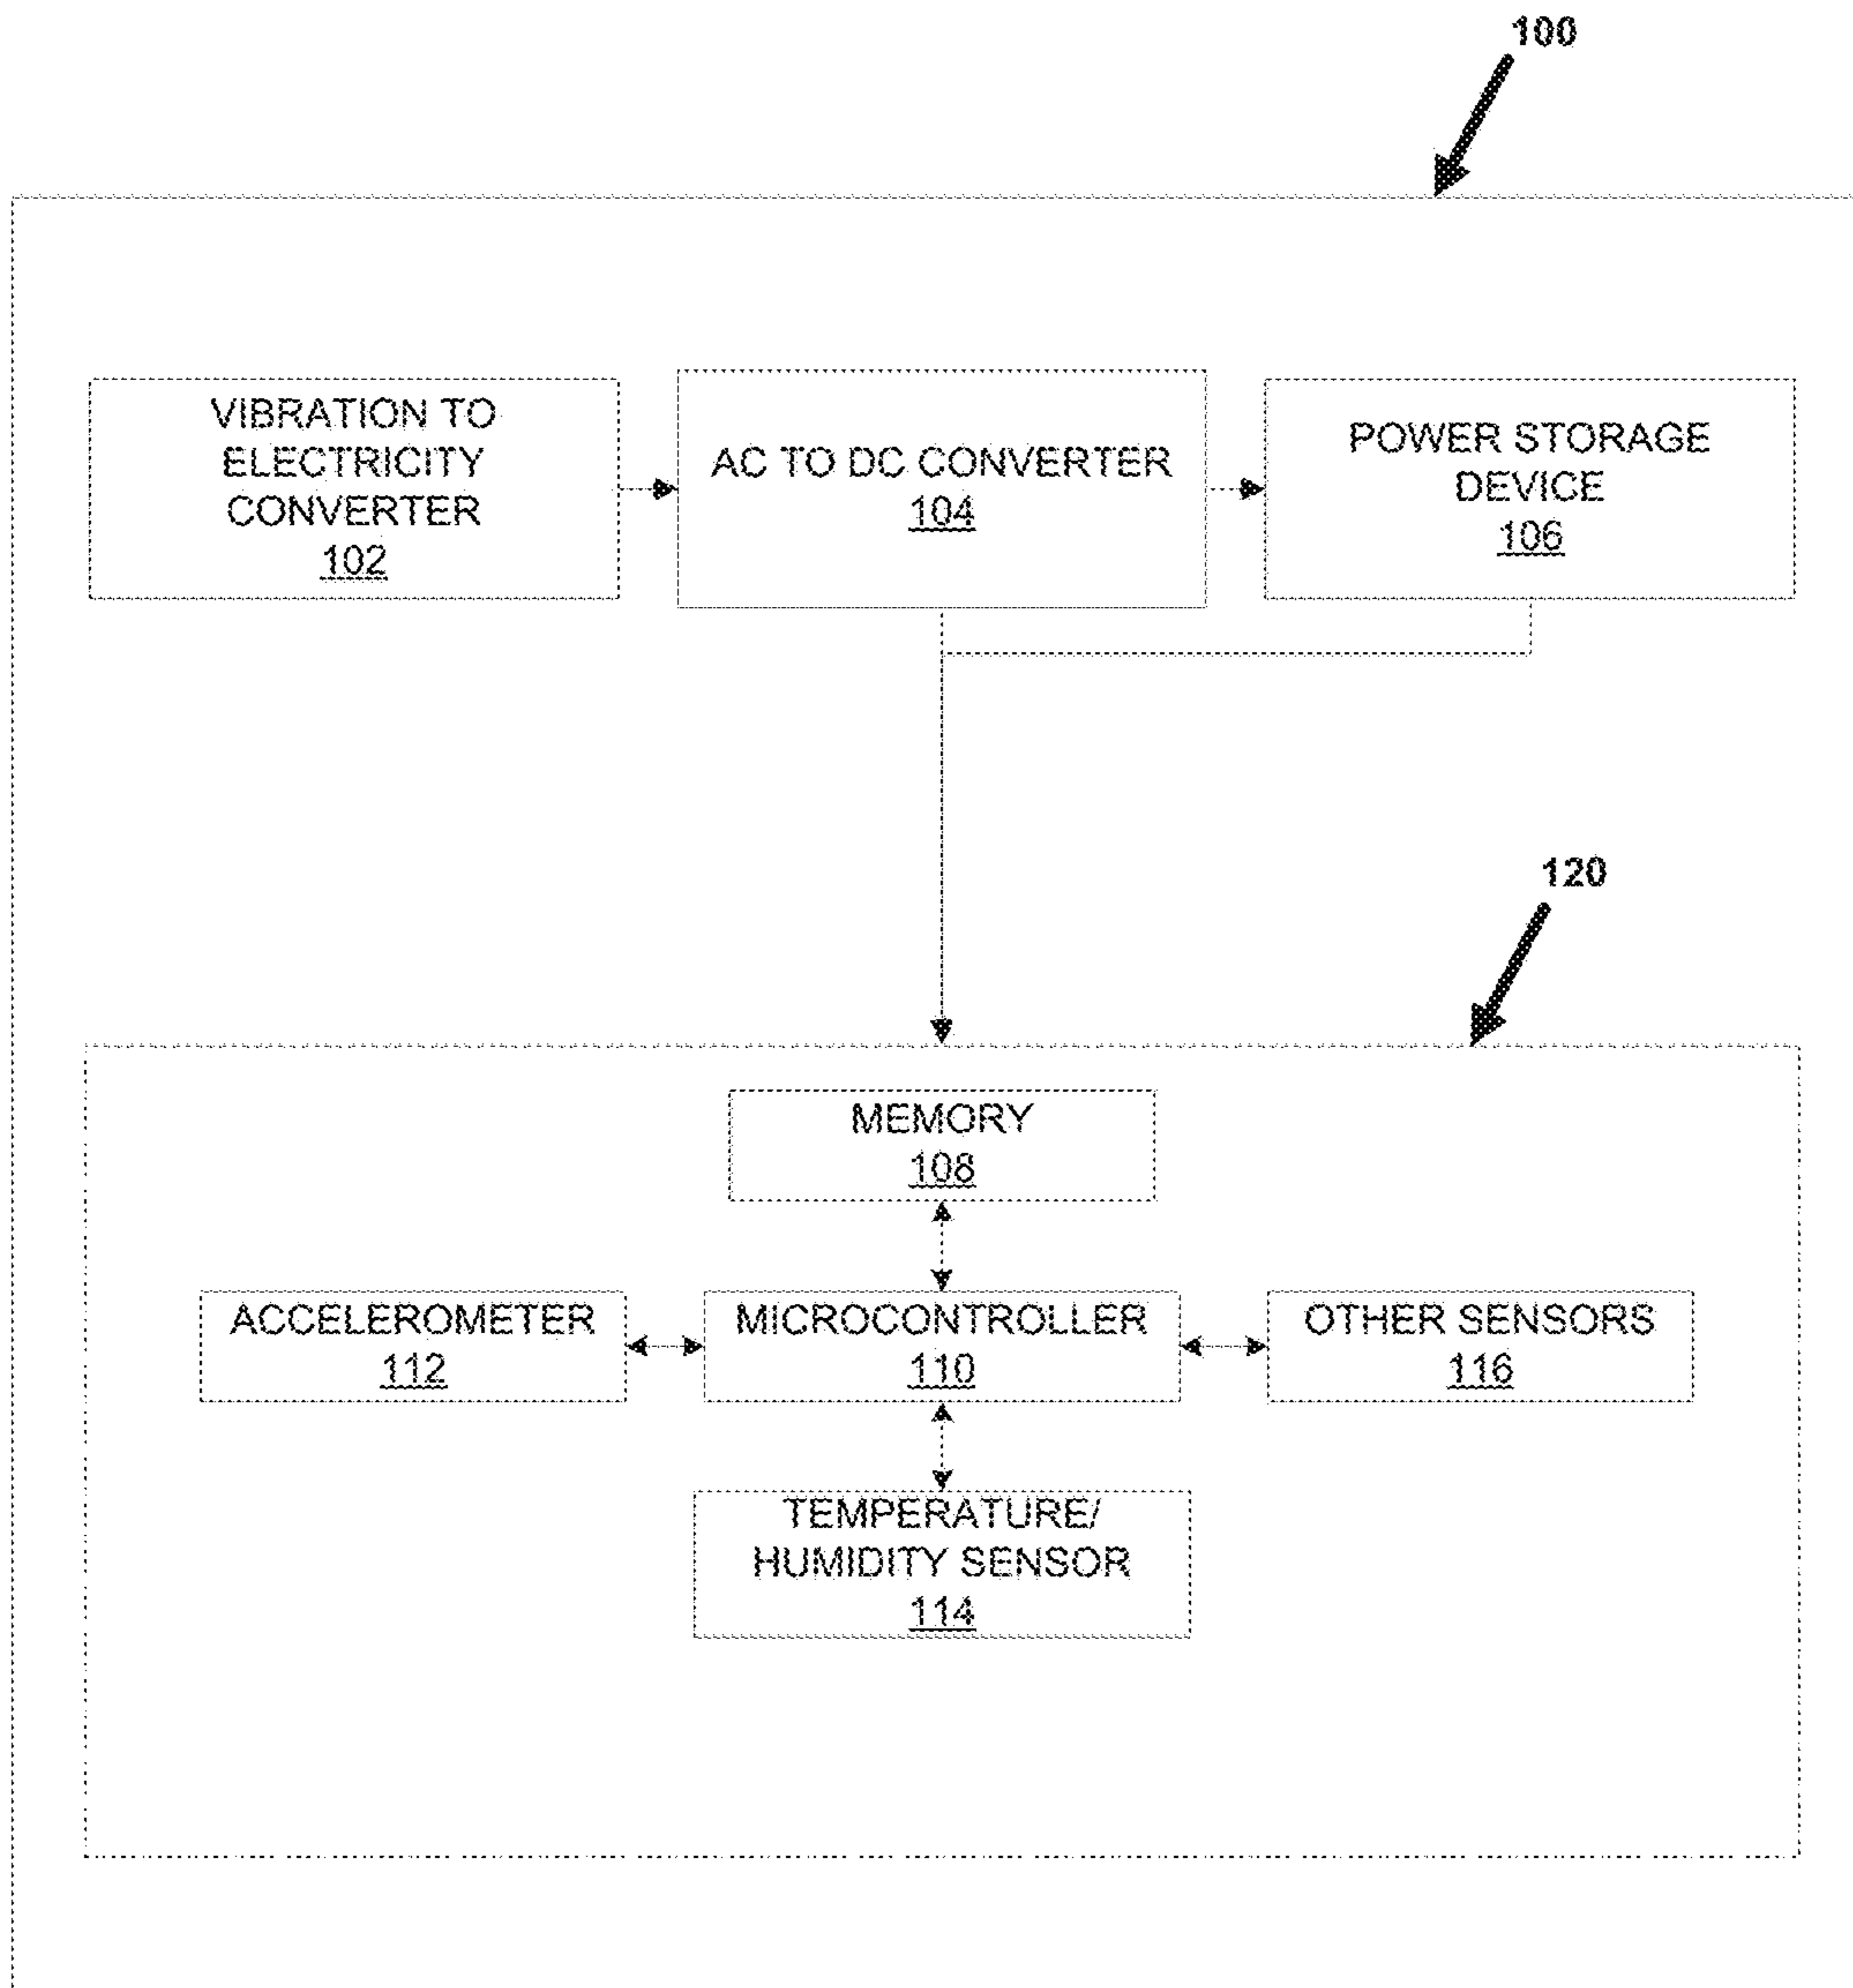 100
VIBRATION TO
ELECTRICITY
CONVERTER
102
AC TO DC CONVERTER
104
POWER STORAGE
DEVICE
106
120
MEMORY
108
ACCELEROMETER
112
MICROCONTROLLER
110
OTHER SENSORS
116
TEMPERATURE/
HUMIDITY SENSOR
114